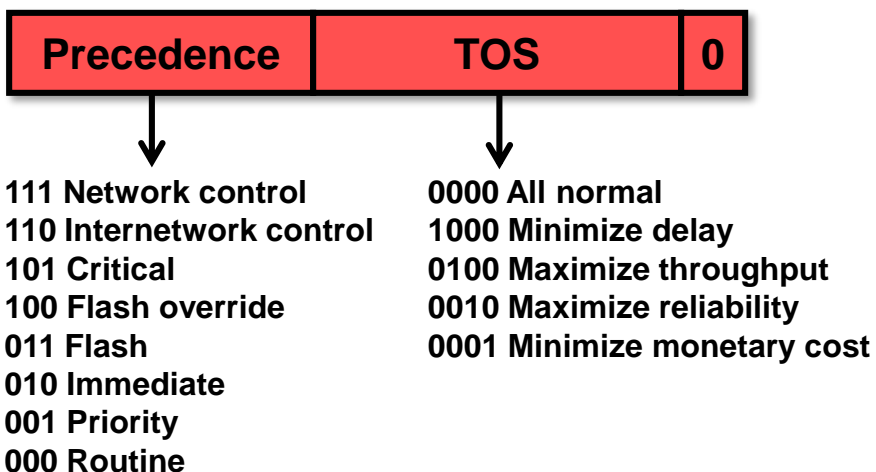 Precedence TOS 0
111 Network control
110 Internetwork control
101 Critical
100 Flash override
011 Flash
010 Immediate
001 Priority
000 Routine
0000 All normal
1000 Minimize delay
0100 Maximize throughput
0010 Maximize reliability
0001 Minimize monetary cost